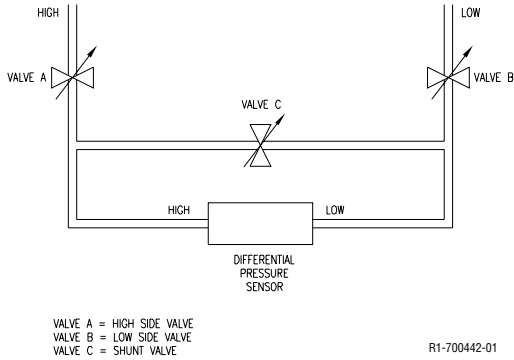 HIGH
LOW
VALVE A
VALVE B
VALVE C
HIGH
LOW
DIFFERENTIAL
PRESSURE
SENSOR
VALVE A = HIGH SIDE VALVE
VALVE B = LOW SIDE VALVE
VALVE C = SHUNT VALVE
R1-700442-01